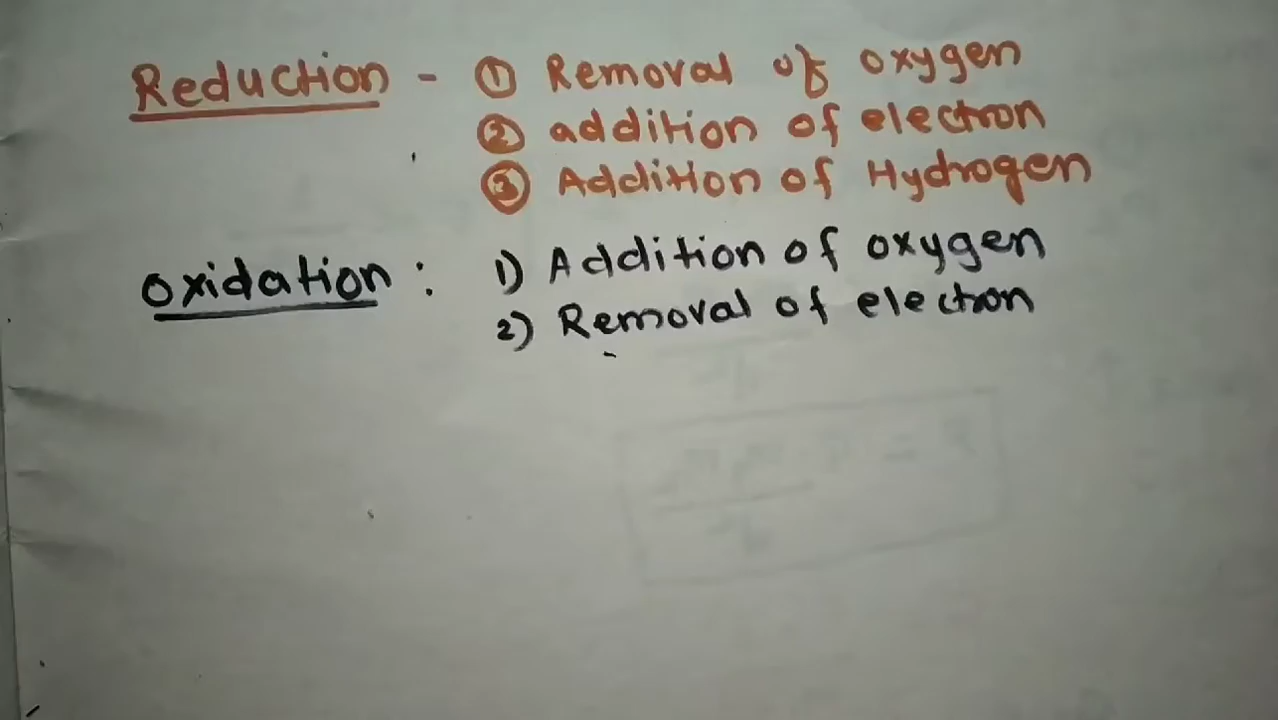 Reduction - ① Removal of oxygen
② addition of electron
③ Addition of Hydrogen
oxidation : 1) Addition of oxygen
2) Removal of electron